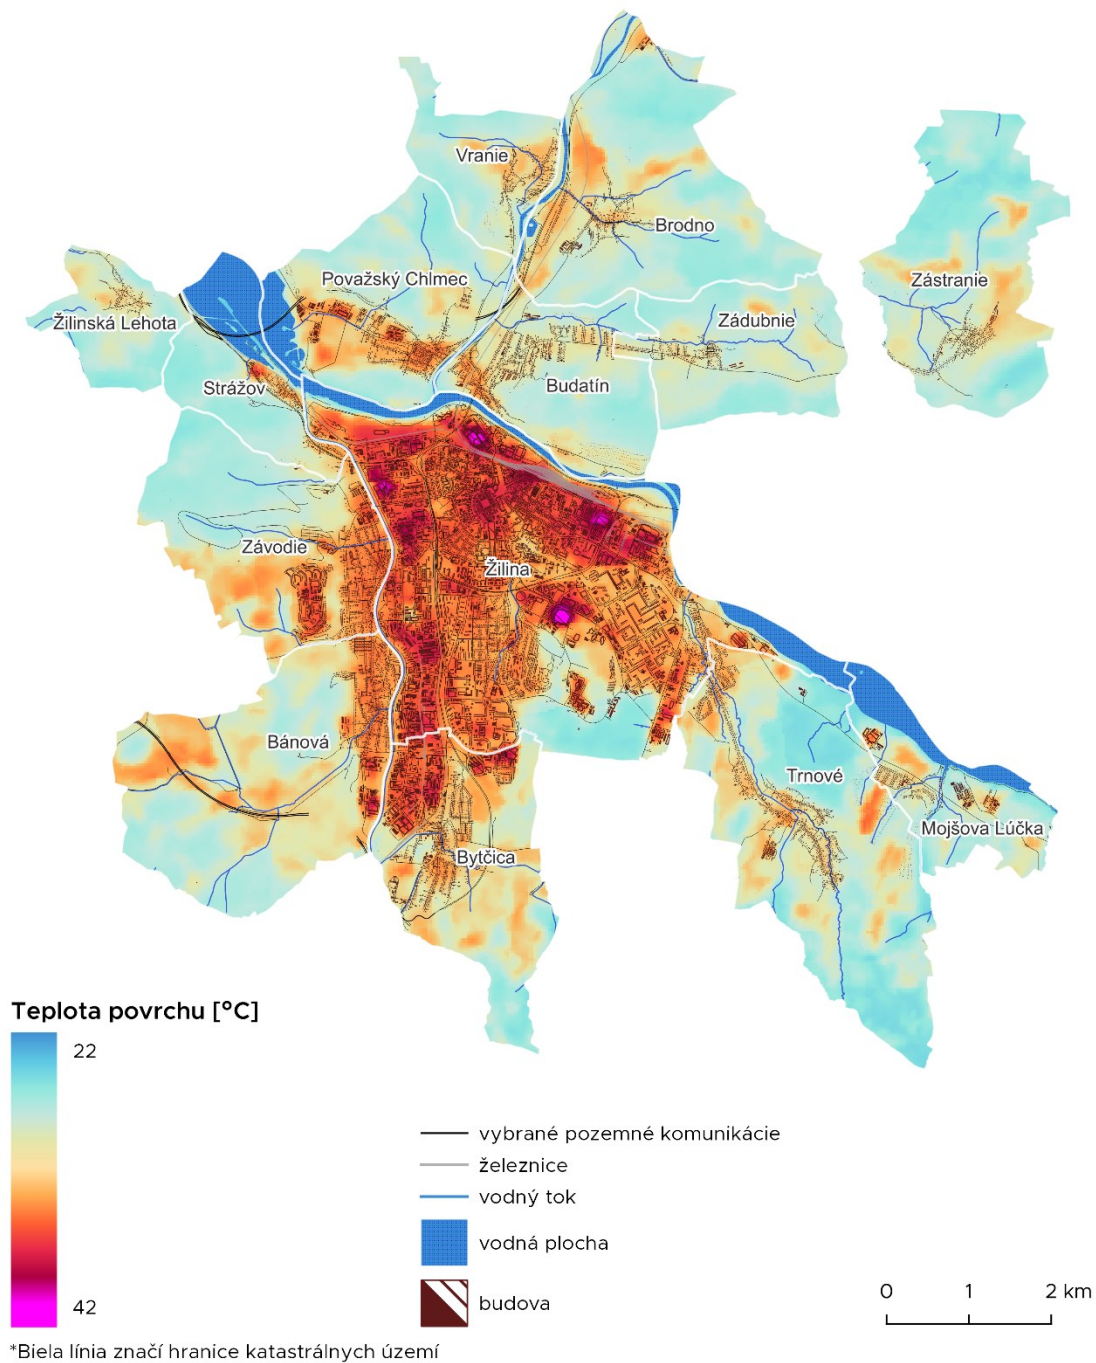 Vranie
Brodno
Považský Chlmec
Zástranie
Žilinská Lehota
Zádubnie
Strážov
Budatín
Závodie
Žilina
Bánová
Trnové
Mojšova Lúčka
Bytčica
Teplota povrchu [°C]
22
42
vybrané pozemné komunikácie
železnice
vodný tok
vodná plocha
budova
0 1 2 km
*Biela línia značí hranice katastrálnych území